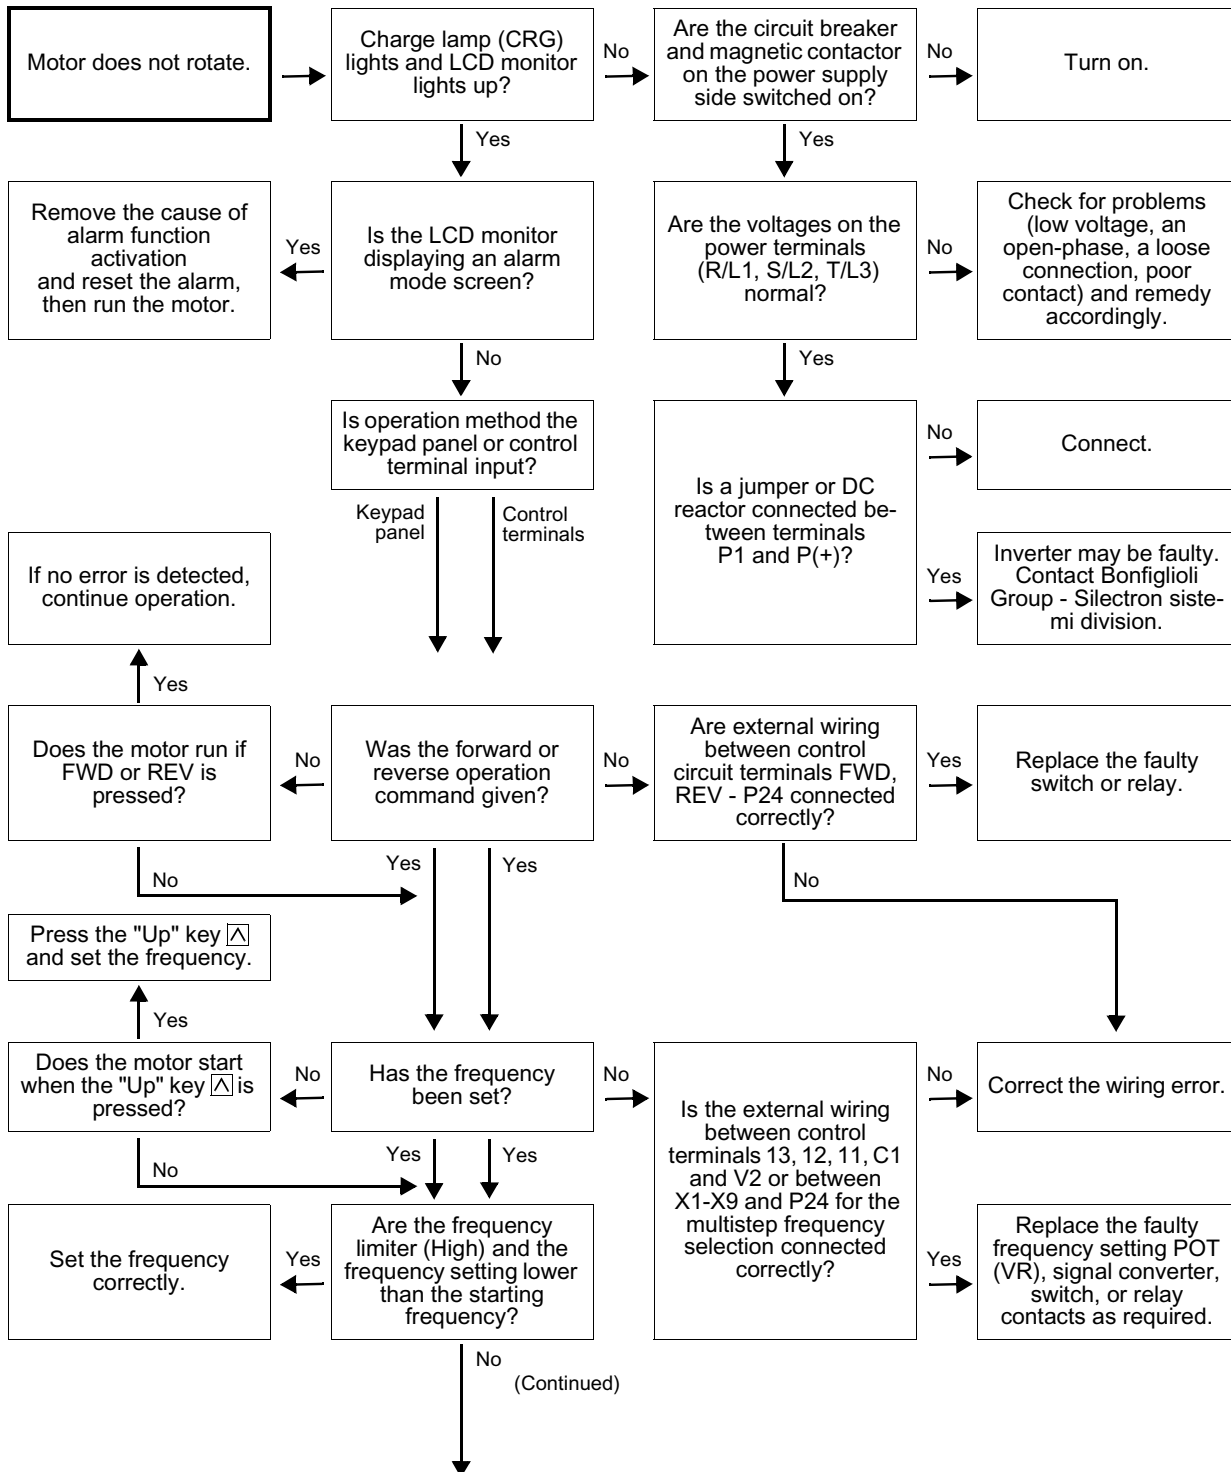 Motor does not rotate.
Charge lamp (CRG)
lights and LCD monitor
lights up?
No
Are the circuit breaker
and magnetic contactor
on the power supply
side switched on?
No
Turn on.
Yes
Yes
Remove the cause of
alarm function
activation
and reset the alarm,
then run the motor.
Yes
Is the LCD monitor
displaying an alarm
mode screen?
Are the voltages on the
power terminals
(R/L1, S/L2, T/L3)
normal?
No
Check for problems
(low voltage, an
open-phase, a loose
connection, poor
contact) and remedy
accordingly.
No
Yes
Is operation method the
keypad panel or control
terminal input?
Keypad
panel
Control
terminals
Is a jumper or DC
reactor connected be-
tween terminals
P1 and P(+)?
No
Connect.
Yes
Inverter may be faulty.
Contact Bonfiglioli
Group - Silectron siste-
mi division.
If no error is detected,
continue operation.
Yes
Does the motor run if
FWD or REV is
pressed?
No
Was the forward or
reverse operation
command given?
No
Are external wiring
between control
circuit terminals FWD,
REV - P24 connected
correctly?
Yes
Replace the faulty
switch or relay.
No
Yes
Yes
No
Press the "Up" key ∧
and set the frequency.
Yes
Does the motor start
when the "Up" key ∧ is
pressed?
No
Has the frequency
been set?
No
Is the external wiring
between control
terminals 13, 12, 11, C1
and V2 or between
X1-X9 and P24 for the
multistep frequency
selection connected
correctly?
No
Correct the wiring error.
No
Yes
Yes
Set the frequency
correctly.
Yes
Are the frequency
limiter (High) and the
frequency setting lower
than the starting
frequency?
Yes
Replace the faulty
frequency setting POT
(VR), signal converter,
switch, or relay
contacts as required.
No
(Continued)